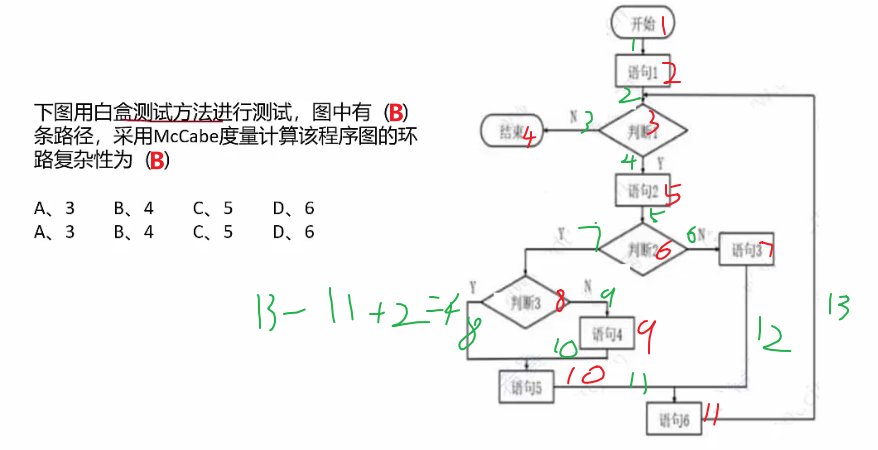 下图用白盒测试方法进行测试，图中有（B）
条路径，采用McCabe度量计算该程序图的环
路复杂性为（B）
A、3 B、4 C、5 D、6
A、3 B、4 C、5 D、6
开始 1
1
语句1 2
2
结束 4
3 N
判断1 3
4 Y
语句2 5
5
Y 7
判断2 6
6 N
语句3 7
Y
判断3 8
N 9
8
语句4 9
10
语句5 10
11
12
13
语句6 11
13-11+2=4